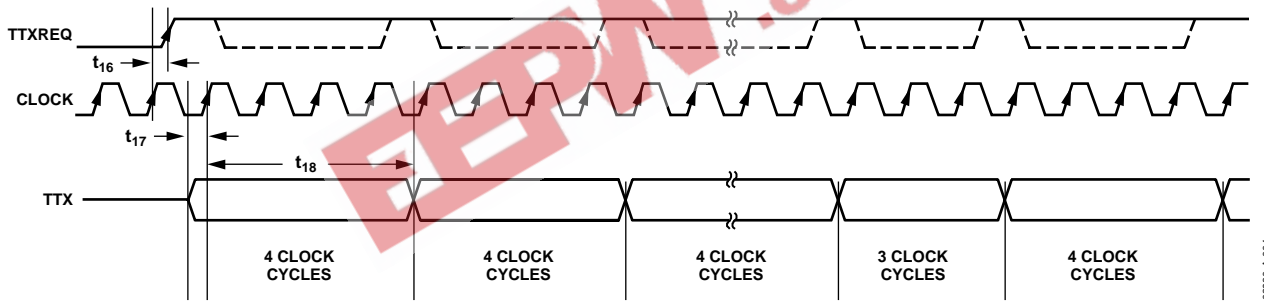 TTXREQ
t16
CLOCK
t17
t18
TTX
4 CLOCK
CYCLES
4 CLOCK
CYCLES
4 CLOCK
CYCLES
3 CLOCK
CYCLES
4 CLOCK
CYCLES
EEPW